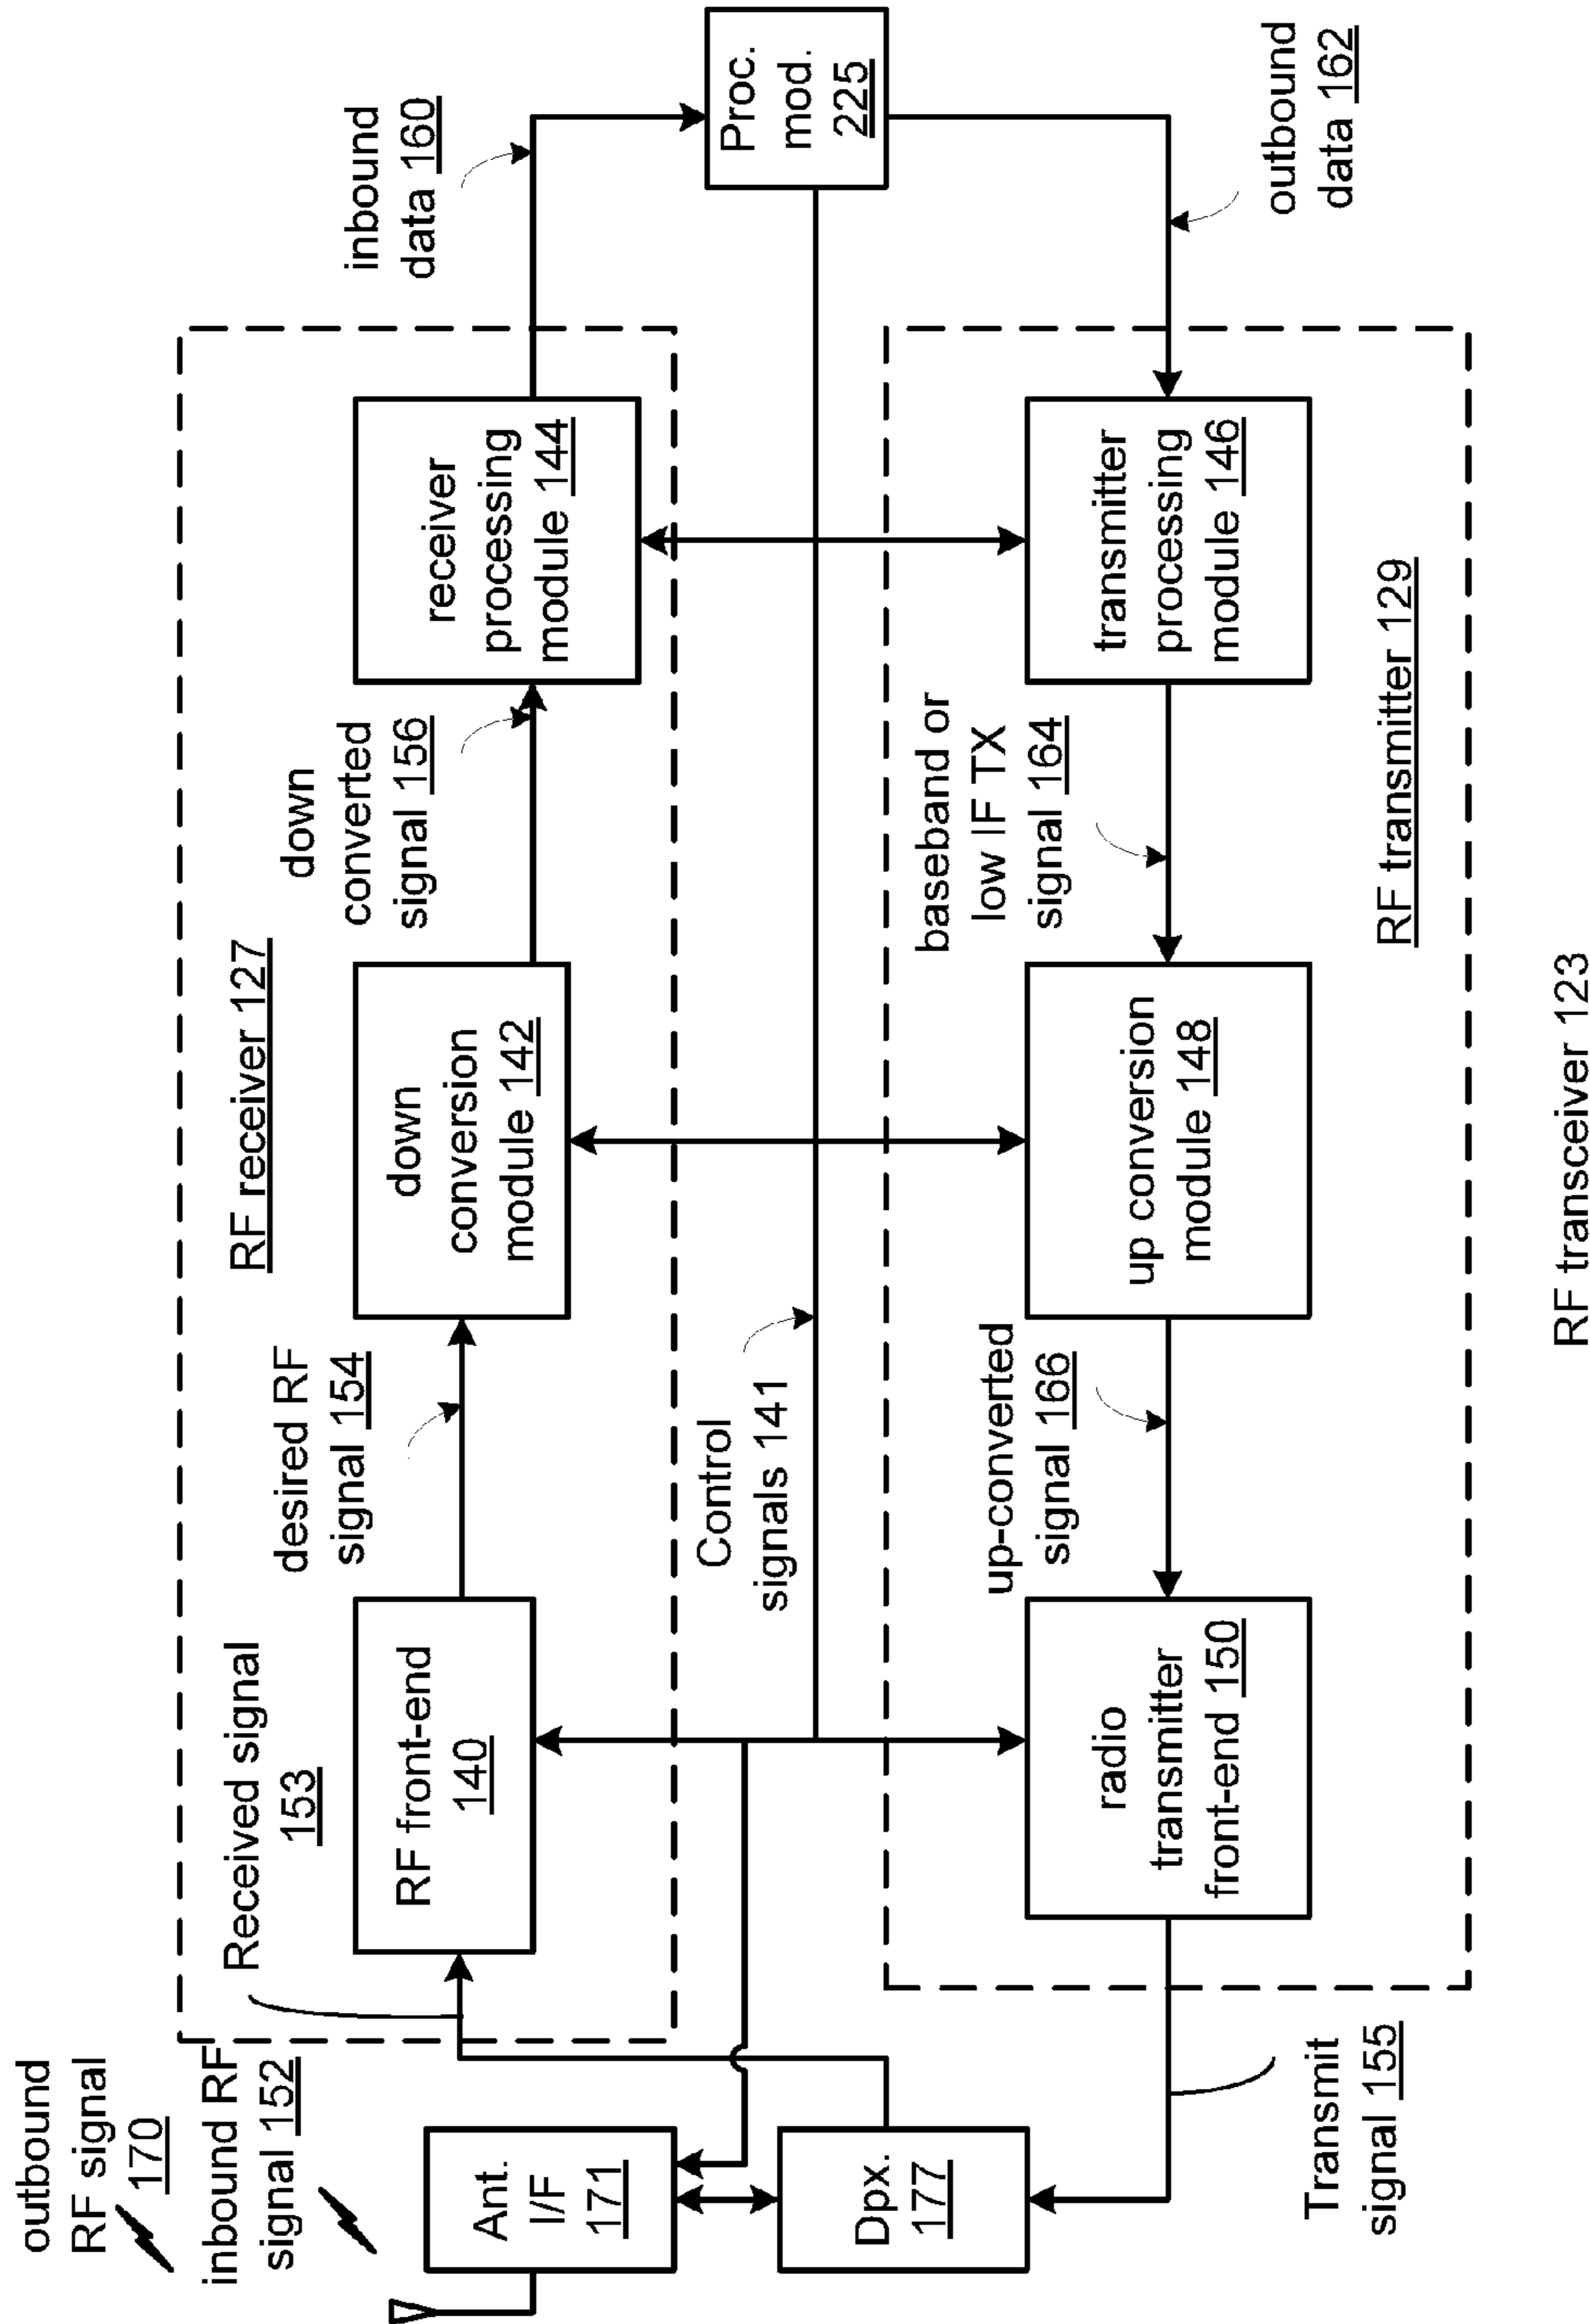 outbound
RF signal
170
inbound RF
signal 152
Ant.
I/F
171
Dpx.
177
Received signal
153
RF receiver 127
RF front-end
140
desired RF
signal 154
down
conversion
module 142
down
converted
signal 156
receiver
processing
module 144
inbound
data 160
Proc.
mod.
225
Control
signals 141
Transmit
signal 155
radio
transmitter
front-end 150
up-converted
signal 166
up conversion
module 148
baseband or
low IF TX
signal 164
transmitter
processing
module 146
outbound
data 162
RF transmitter 129
RF transceiver 123